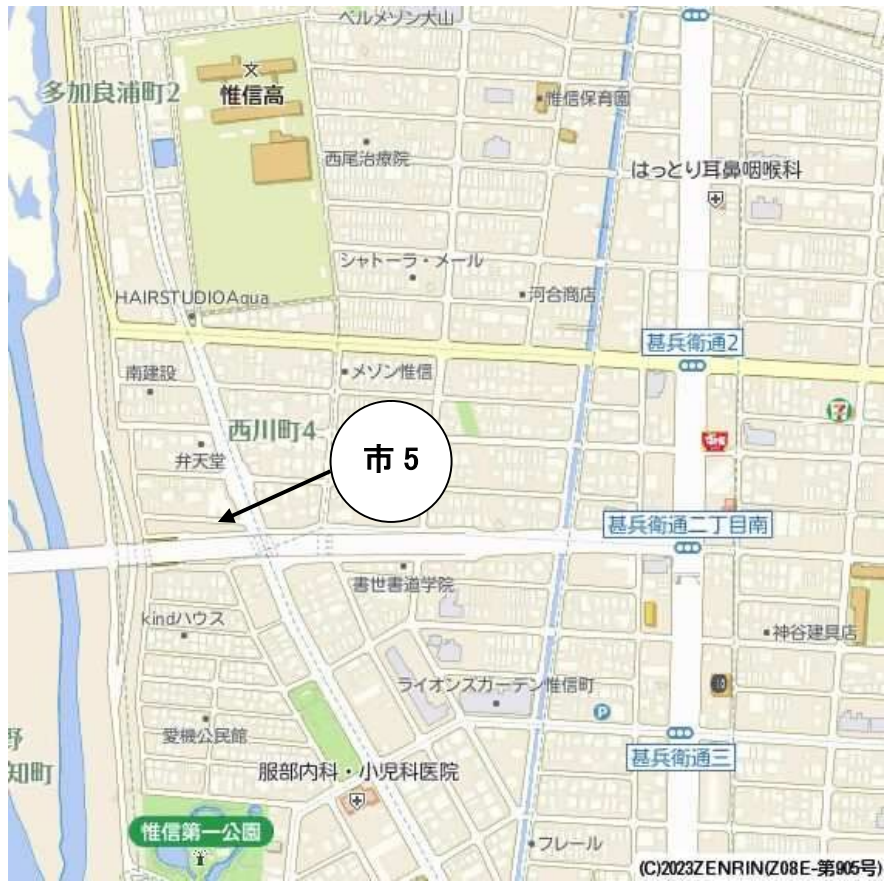 ベルメゾン大山
多加良浦町2
惟信高
惟信保育園
西尾治療院
はっとり耳鼻咽喉科
シャトーラ・メール
HAIRSTUDIOAqua
河合商店
甚兵衛通2
南建設
メゾン惟信
西川町4
市 5
弁天堂
甚兵衛通二丁目南
書世書道学院
kindハウス
神谷建具店
ライオンズガーデン惟信町
P
愛機公民館
野
知町
甚兵衛通三
服部内科・小児科医院
惟信第一公園
フレール
(C)2023ZENRIN(Z08E-第905号)